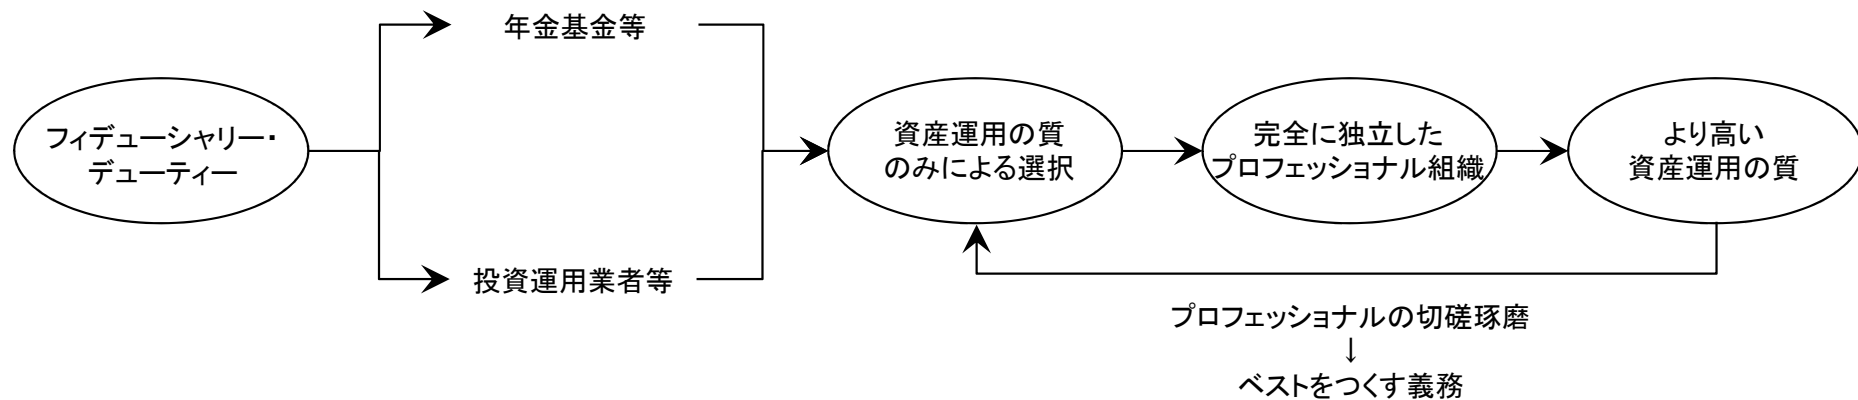 年金基金等
フィデューシャリー・
デューティー
資産運用の質
のみによる選択
完全に独立した
プロフェッショナル組織
より高い
資産運用の質
投資運用業者等
プロフェッショナルの切磋琢磨
↓
ベストをつくす義務